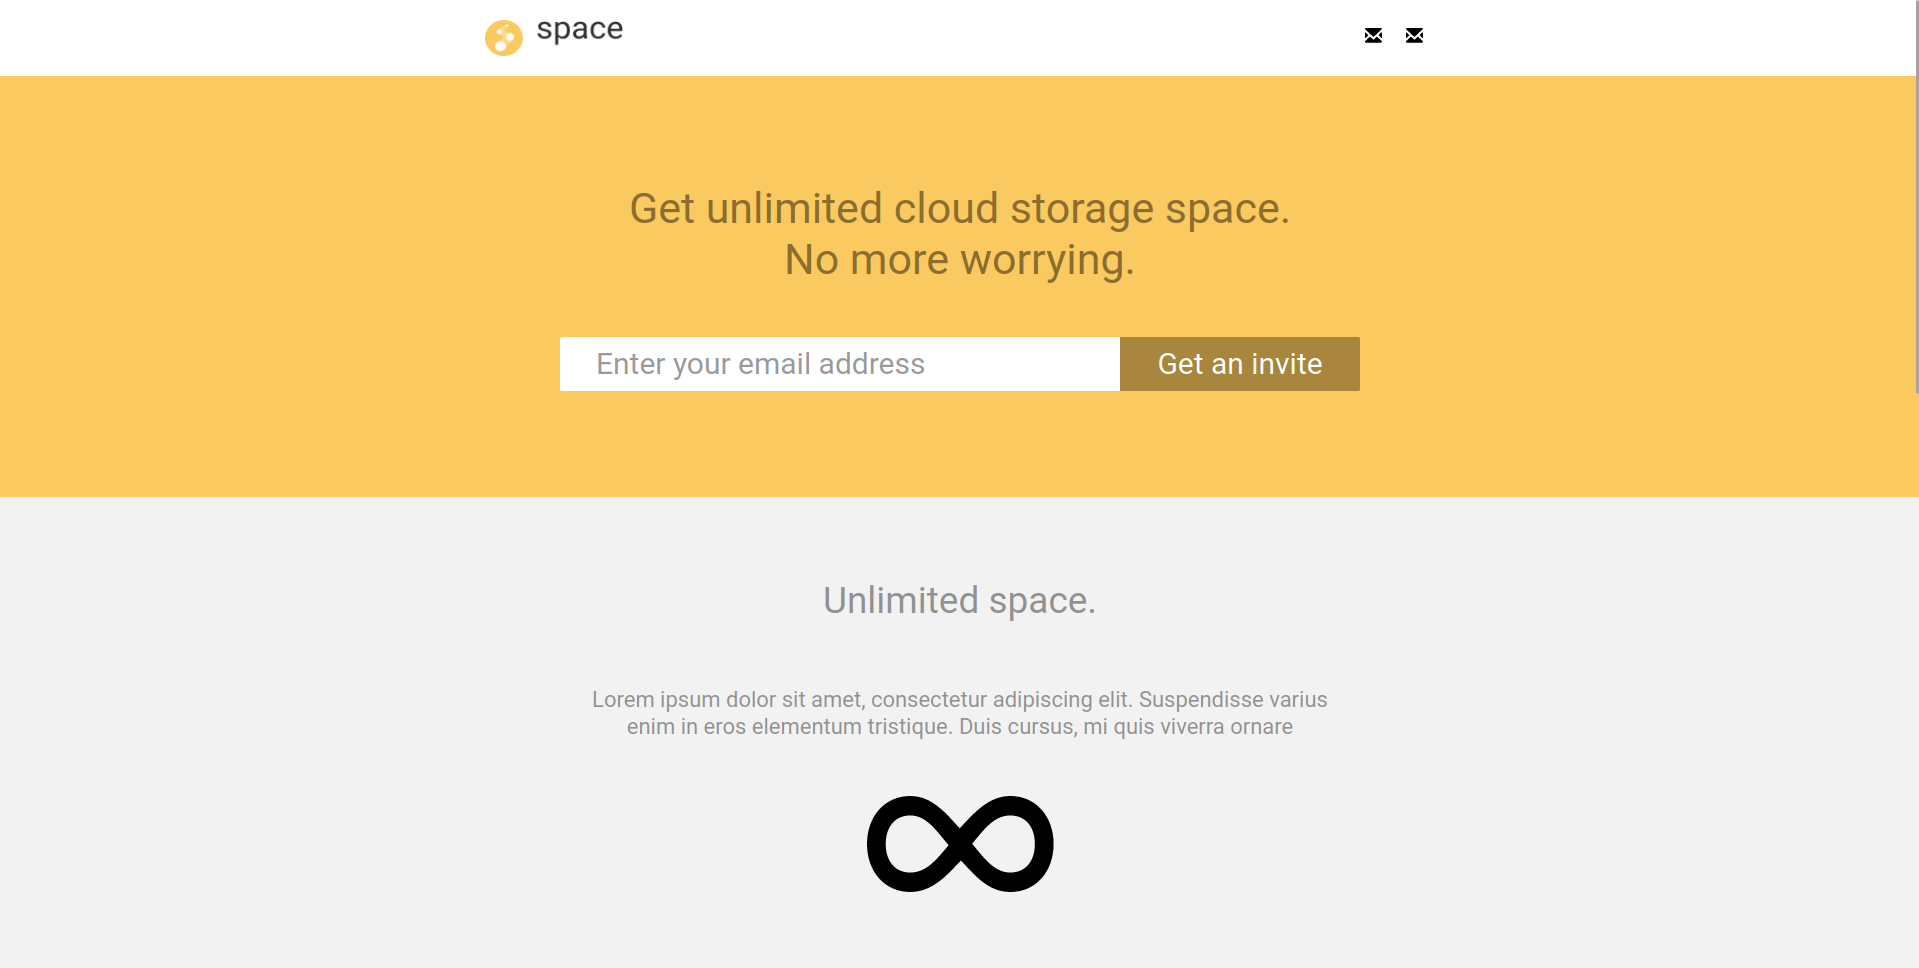 space
Get unlimited cloud storage space.
No more worrying.
Enter your email address
Get an invite
Unlimited space.
Lorem ipsum dolor sit amet, consectetur adipiscing elit. Suspendisse varius
enim in eros elementum tristique. Duis cursus, mi quis viverra ornare